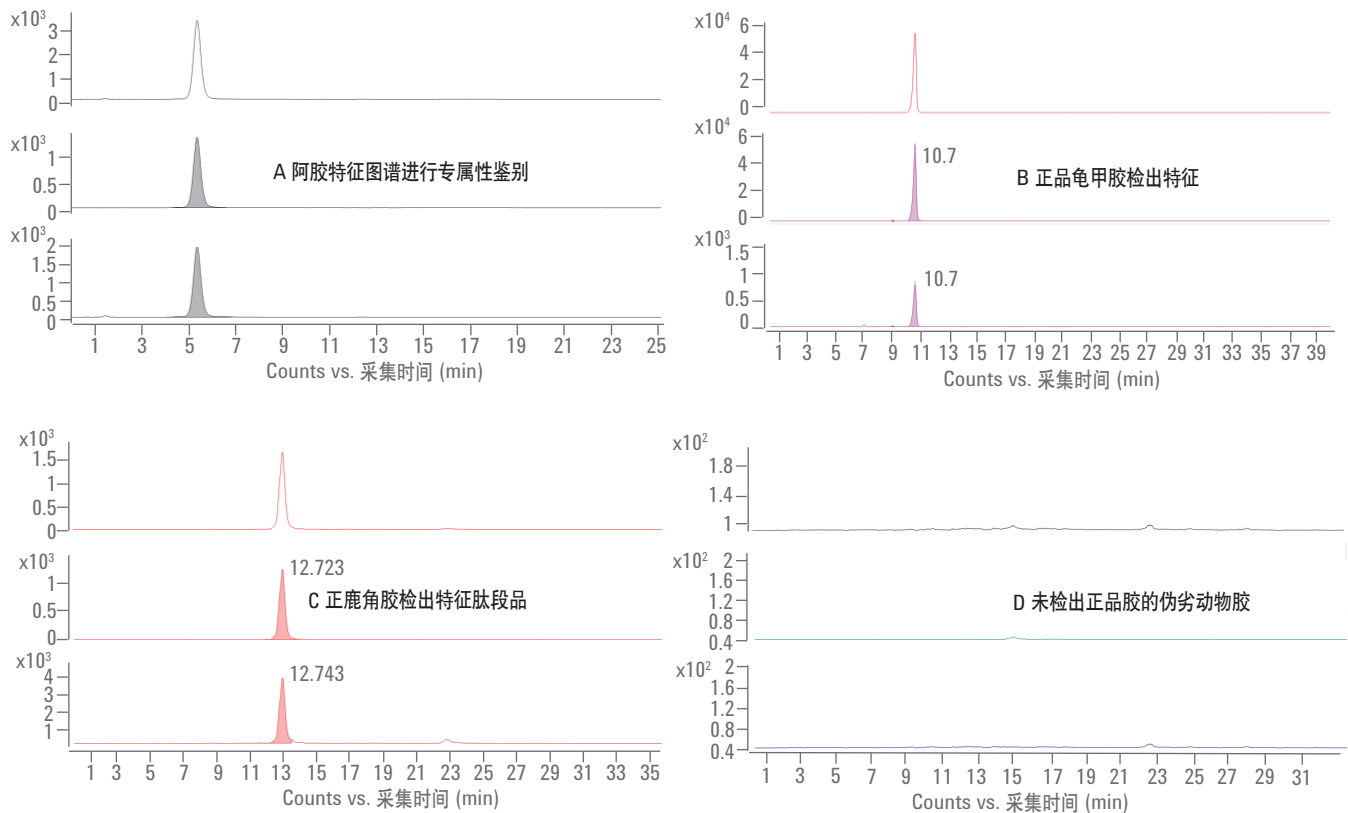 x10³
3
2
1
0
x10³
1
0.5
0
A 阿胶特征图谱进行专属性鉴别
x10³
2
1.5
1
0.5
0
1 3 5 7 9 11 13 15 17 19 21 23 25
Counts vs. 采集时间 (min)
x10⁴
6
4
2
0
x10⁴
6
4
2
0
10.7
B 正品龟甲胶检出特征
x10³
1.5
1
0.5
0
10.7
1 3 5 7 9 11 13 15 17 19 21 23 25 27 29 31 33 35 37 39
Counts vs. 采集时间 (min)
x10³
1.5
1
0.5
0
x10³
1
0.5
0
12.723
C 正鹿角胶检出特征肽段品
x10³
4
3
2
1
12.743
1 3 5 7 9 11 13 15 17 19 21 23 25 27 29 31 33 35
Counts vs. 采集时间 (min)
x10²
1.8
1.4
1
x10²
2
1.6
1.2
0.8
0.4
D 未检出正品胶的伪劣动物胶
x10²
2
1.6
1.2
0.8
0.4
1 3 5 7 9 11 13 15 17 19 21 23 25 27 29 31
Counts vs. 采集时间 (min)